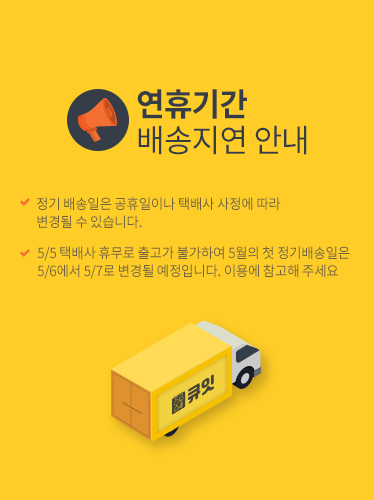 연휴기간
배송지연 안내
정기 배송일은 공휴일이나 택배사 사정에 따라
변경될 수 있습니다.
5/5 택배사 휴무로 출고가 불가하여 5월의 첫 정기배송일은
5/6에서 5/7로 변경될 예정입니다. 이용에 참고해 주세요
큐잇